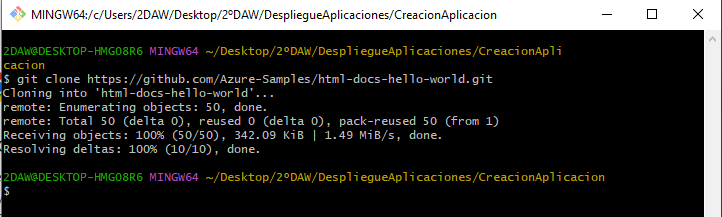 MINGW64:/c/Users/2DAW/Desktop/2ºDAW/DespliegueAplicaciones/CreacionAplicacion
2DAW@DESKTOP-HMGO8R6 MINGW64 ~/Desktop/2ºDAW/DespliegueAplicaciones/CreacionApli
cacion
$ git clone https://github.com/Azure-Samples/html-docs-hello-world.git
Cloning into 'html-docs-hello-world'...
remote: Enumerating objects: 50, done.
remote: Total 50 (delta 0), reused 0 (delta 0), pack-reused 50 (from 1)
Receiving objects: 100% (50/50), 342.09 KiB | 1.49 MiB/s, done.
Resolving deltas: 100% (10/10), done.
2DAW@DESKTOP-HMGO8R6 MINGW64 ~/Desktop/2ºDAW/DespliegueAplicaciones/CreacionAplicacion
$